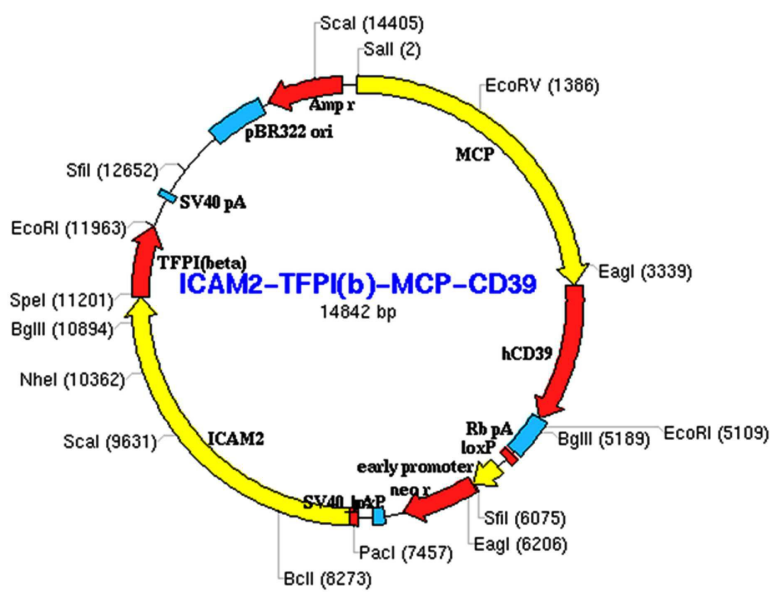 ScaI (14405)
SalI (2)
EcoRV (1386)
Amp r
pBR322 ori
MCP
SfiI (12652)
SV40 pA
EcoRI (11963)
TFPI(beta)
EagI (3339)
ICAM2-TFPI(b)-MCP-CD39
14842 bp
SpeI (11201)
BglII (10894)
hCD39
NheI (10362)
Rb pA
EcoRI (5109)
BglII (5189)
ScaI (9631)
ICAM2
loxP
early promoter
neo r
SV40
SfiI (6075)
EagI (6206)
PacI (7457)
BclI (8273)